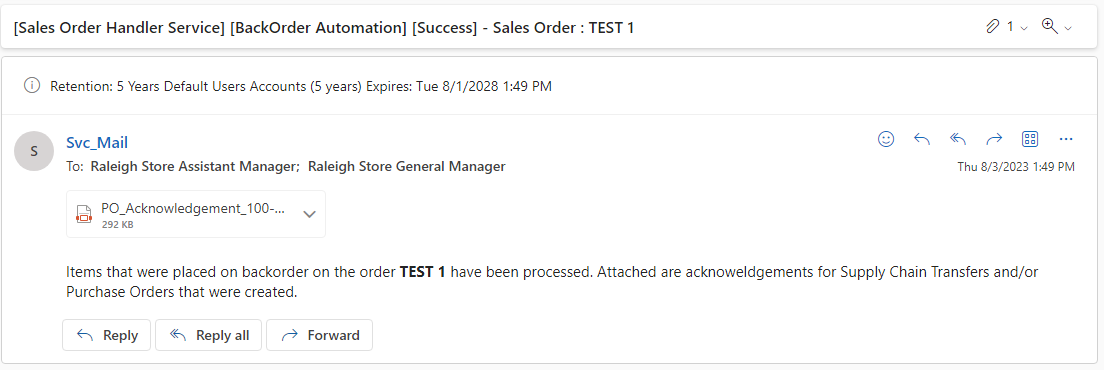 [Sales Order Handler Service] [BackOrder Automation] [Success] - Sales Order : TEST 1
1
Retention: 5 Years Default Users Accounts (5 years) Expires: Tue 8/1/2028 1:49 PM
S
Svc_Mail
To: Raleigh Store Assistant Manager; Raleigh Store General Manager
Thu 8/3/2023 1:49 PM
PO_Acknowledgement_100-...
292 KB
Items that were placed on backorder on the order TEST 1 have been processed. Attached are acknoweldgements for Supply Chain Transfers and/or
Purchase Orders that were created.
Reply
Reply all
Forward